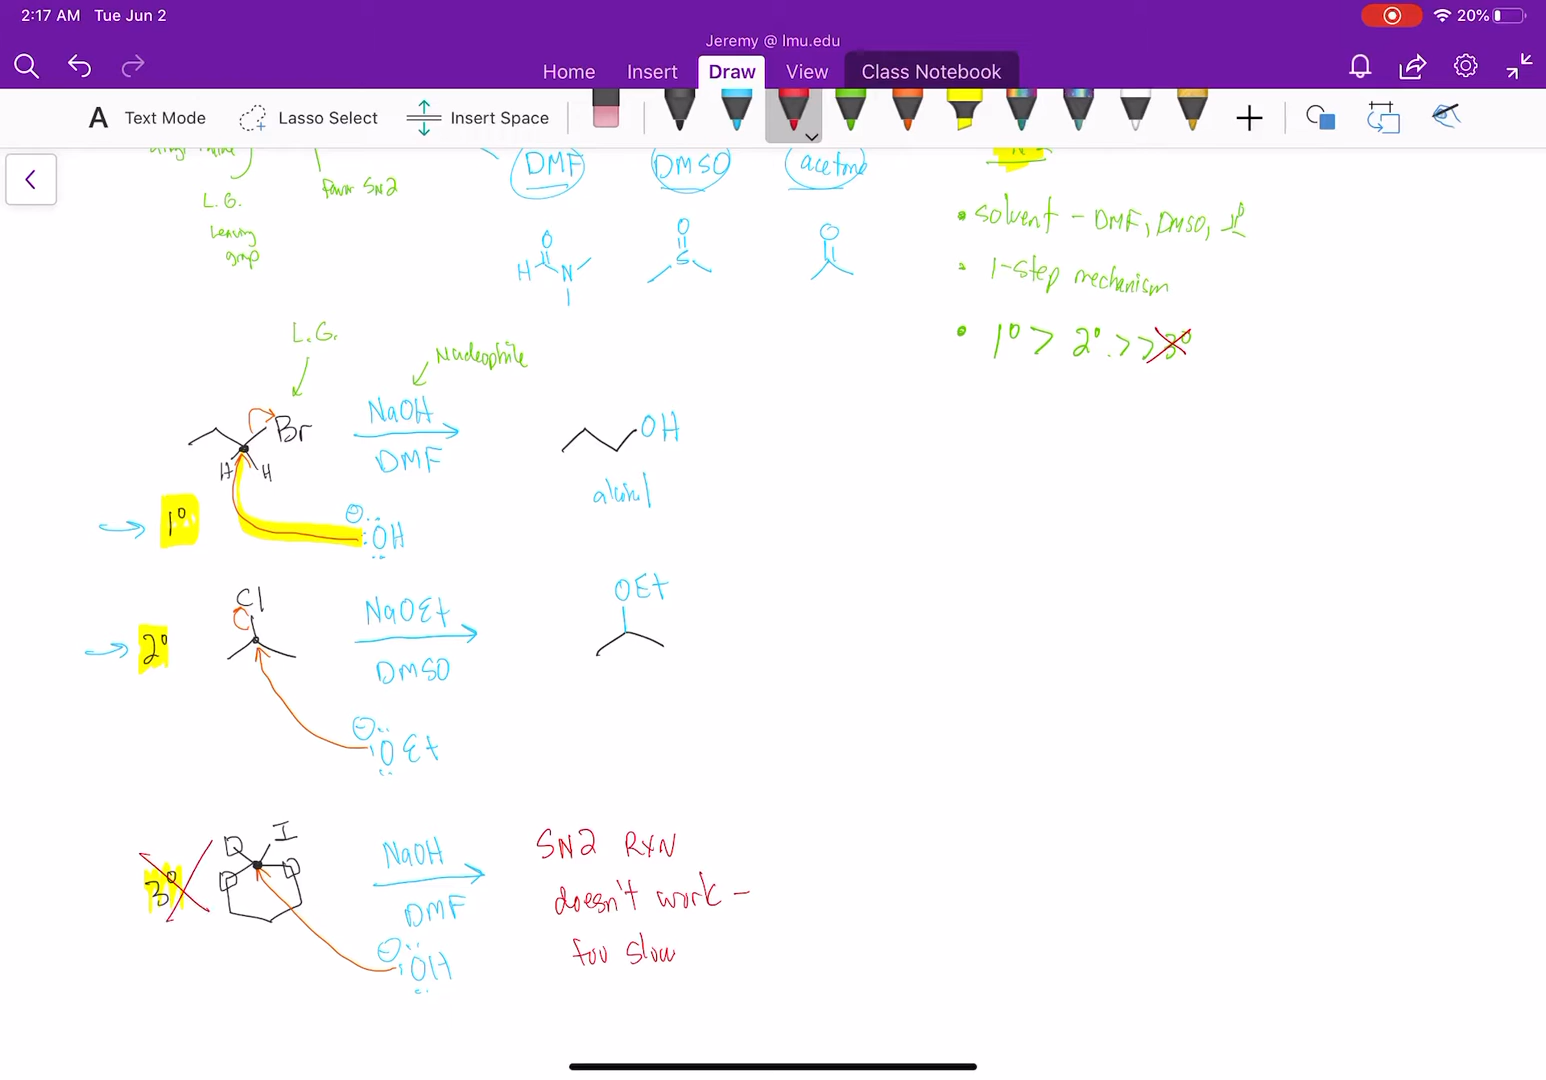 2:17 AM Tue Jun 2
20%
Jeremy @ lmu.edu
Home Insert Draw View Class Notebook
A Text Mode Lasso Select Insert Space
DMF DMSO acetone
favor SN2
L.G.
leaving
group
O O O
H N S
• solvent - DMF, DMSO,
• 1-step mechanism
• 1° > 2° >> 3°
L.G.
Nucleophile
Br NaOH OH
H H DMF
alcohol
1°
⊖ :OH
Cl NaOEt OEt
2° DMSO
⊖ :OEt
I NaOH SN2 RXN
3° DMF doesn't work -
too slow
⊖ :OH